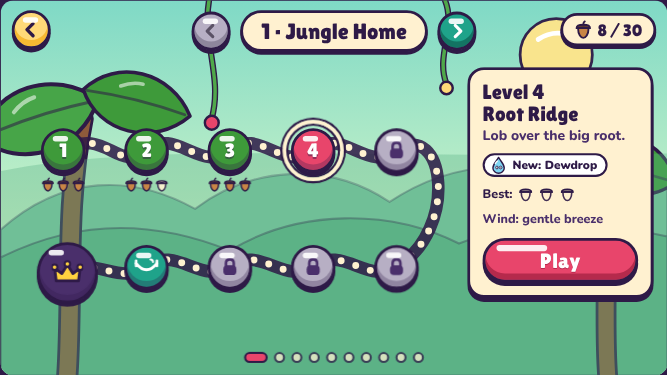 1 · Jungle Home
8 / 30
1
2
3
4
Level 4
Root Ridge
Lob over the big root.
New: Dewdrop
Best:
Wind: gentle breeze
Play